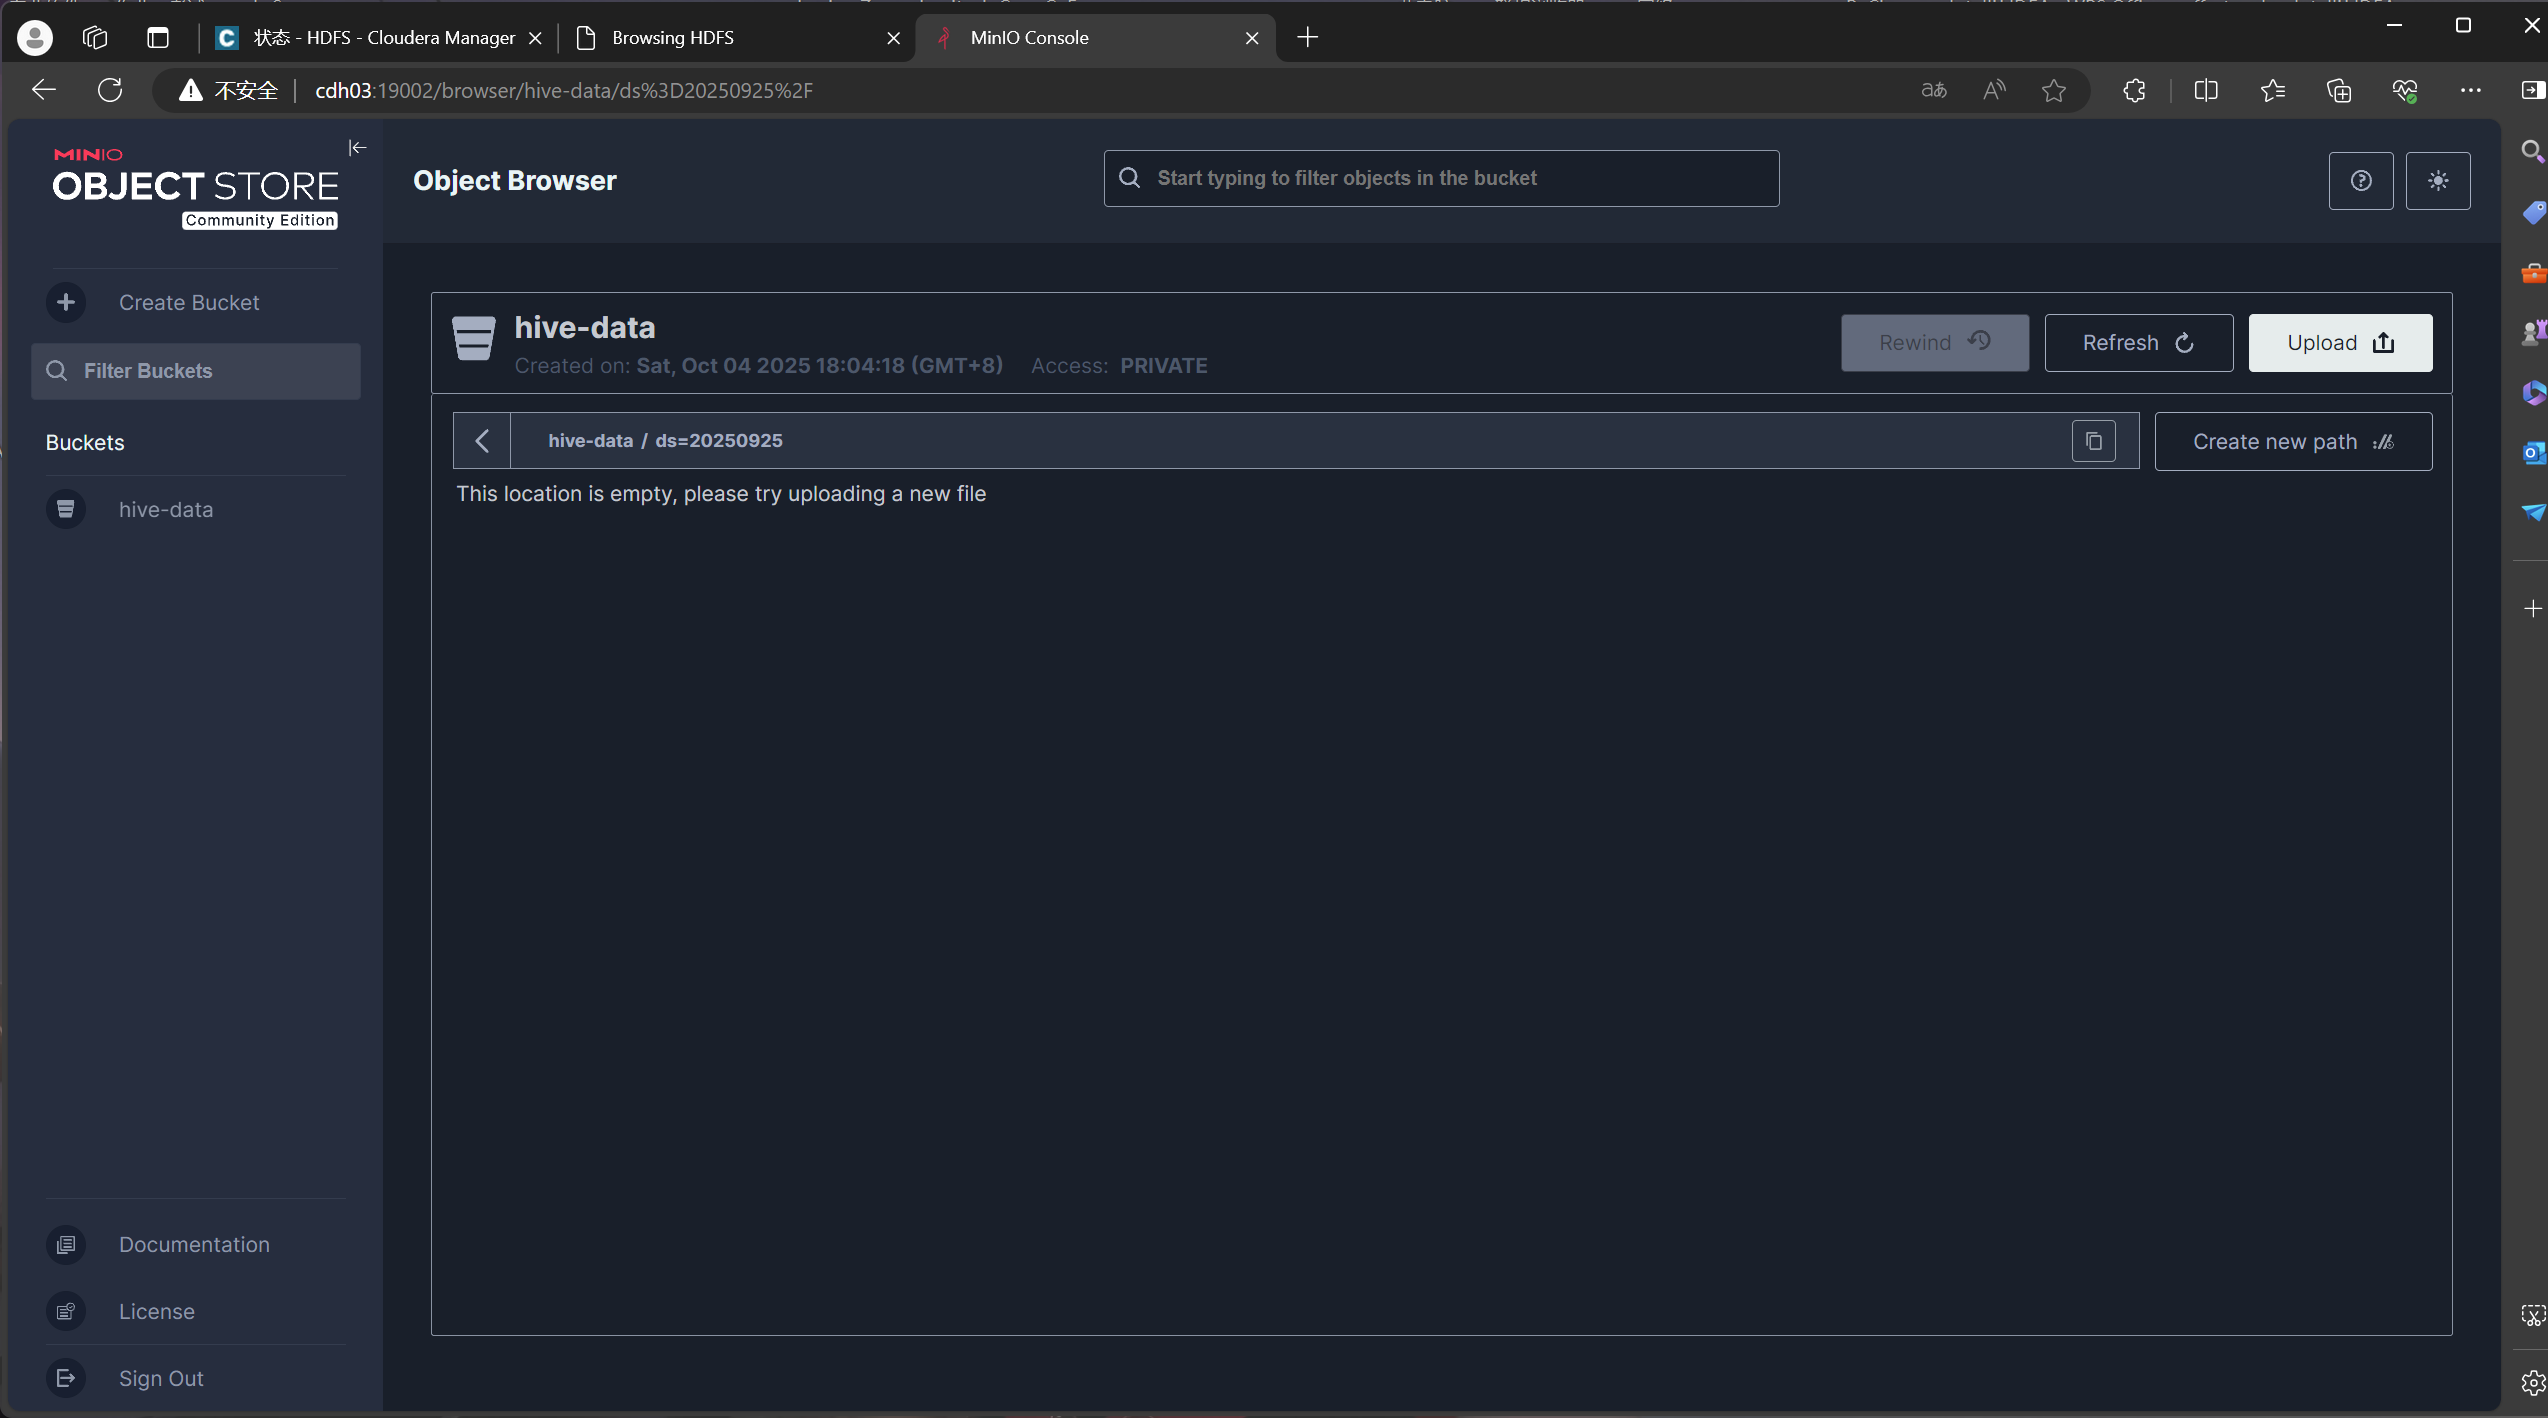 状态 - HDFS - Cloudera Manager
Browsing HDFS
MinIO Console
不安全
cdh03:19002/browser/hive-data/ds%3D20250925%2F
MINIO
OBJECT STORE
Community Edition
Object Browser
Start typing to filter objects in the bucket
Create Bucket
Filter Buckets
Buckets
hive-data
hive-data
Created on: Sat, Oct 04 2025 18:04:18 (GMT+8) Access: PRIVATE
Rewind
Refresh
Upload
hive-data / ds=20250925
Create new path
This location is empty, please try uploading a new file
Documentation
License
Sign Out